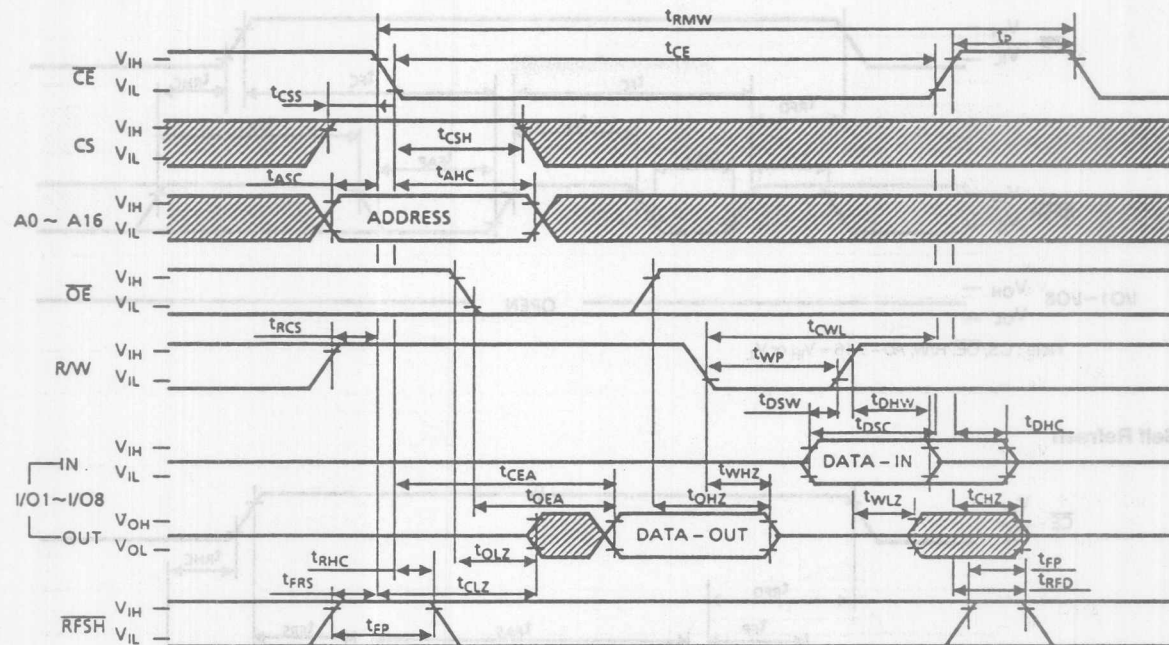 tRMW
tCE
tP
CE VIH
VIL
tCSS
CS VIH
VIL
tCSH
tASC
tAHC
A0 ~ A16 VIH
VIL
ADDRESS
OE VIH
VIL
tRCS
tCWL
R/W VIH
VIL
tWP
tDSW
tDHW
tDSC
tDHC
IN VIH
VIL
DATA - IN
I/O1~I/O8
tCEA
tWHZ
tOEA
tOHZ
tWLZ
tCHZ
OUT VOH
VOL
DATA - OUT
tOLZ
tRHC
tFP
tFRS
tCLZ
tRFD
RFSH VIH
VIL
tFP